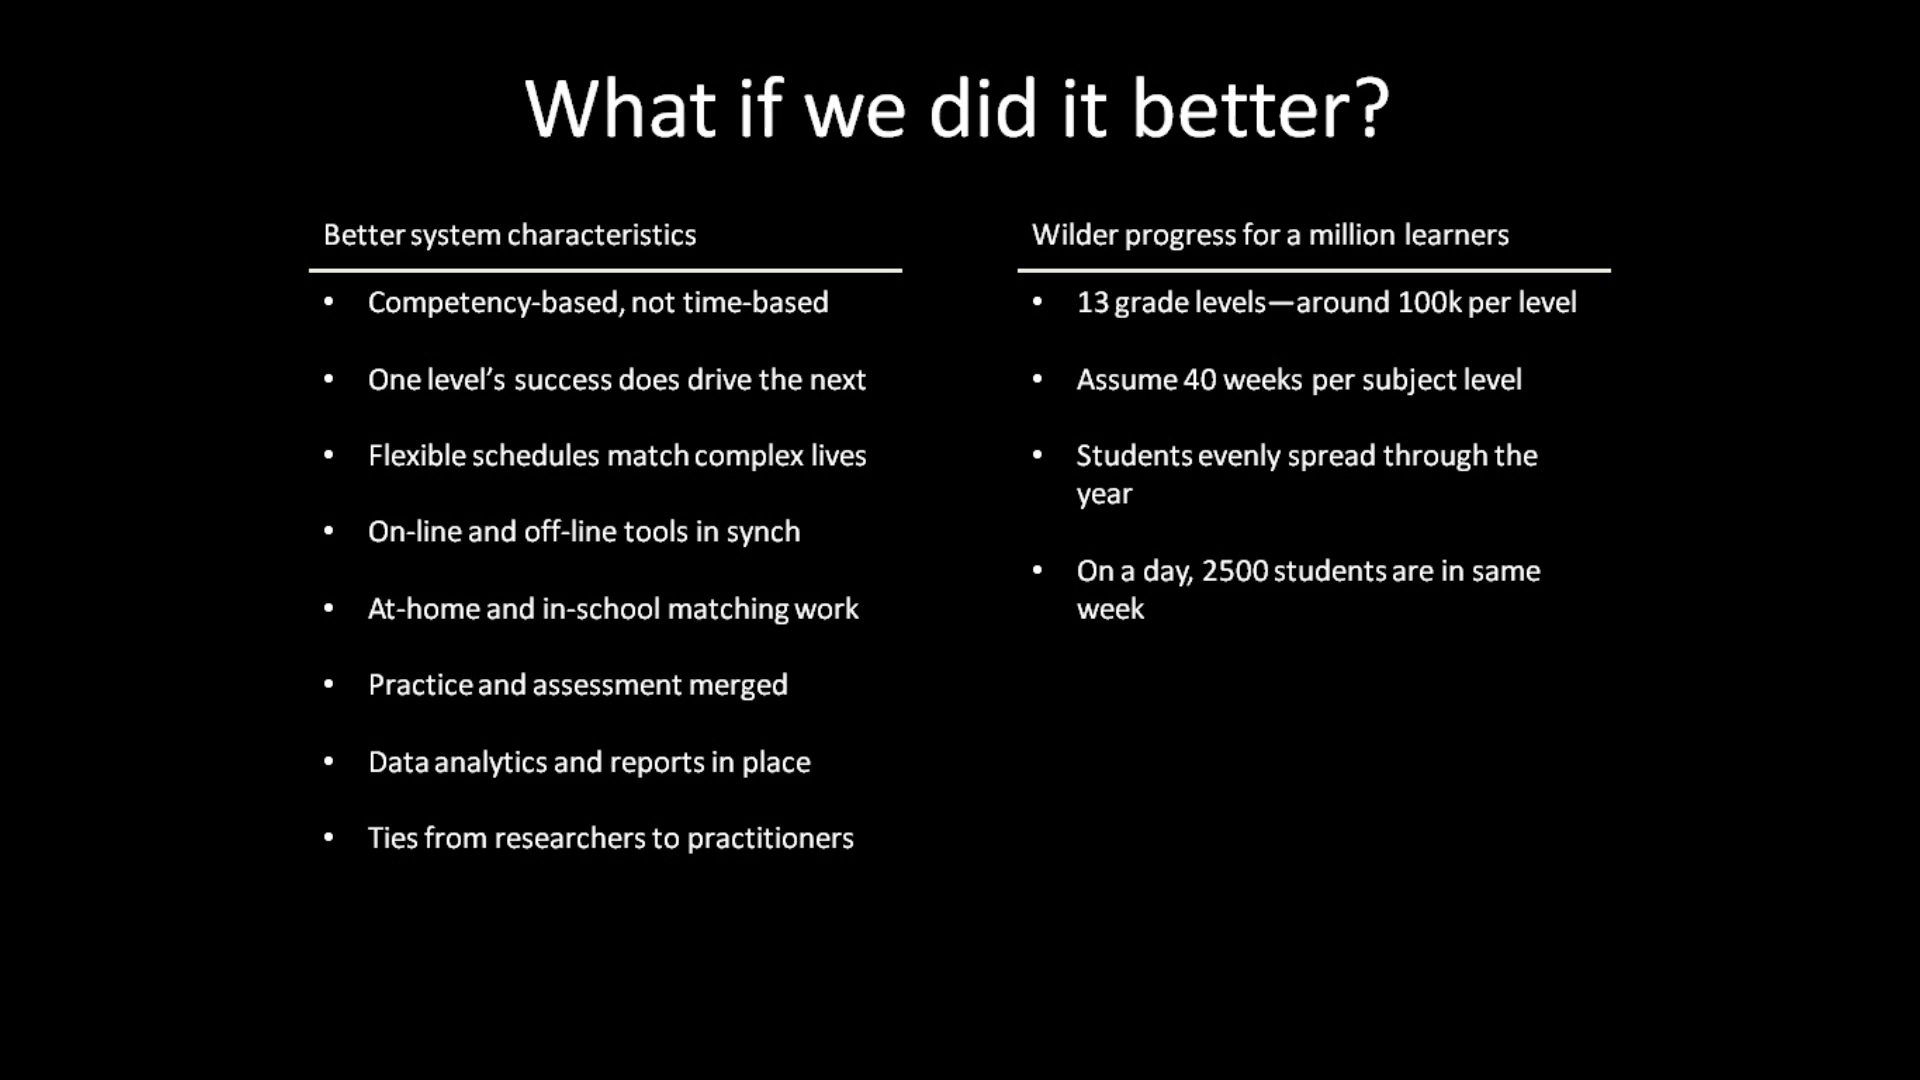 What if we did it better?
Better system characteristics
• Competency-based, not time-based
• One level’s success does drive the next
• Flexible schedules match complex lives
• On-line and off-line tools in synch
• At-home and in-school matching work
• Practice and assessment merged
• Data analytics and reports in place
• Ties from researchers to practitioners
Wilder progress for a million learners
• 13 grade levels—around 100k per level
• Assume 40 weeks per subject level
• Students evenly spread through the
year
• On a day, 2500 students are in same
week